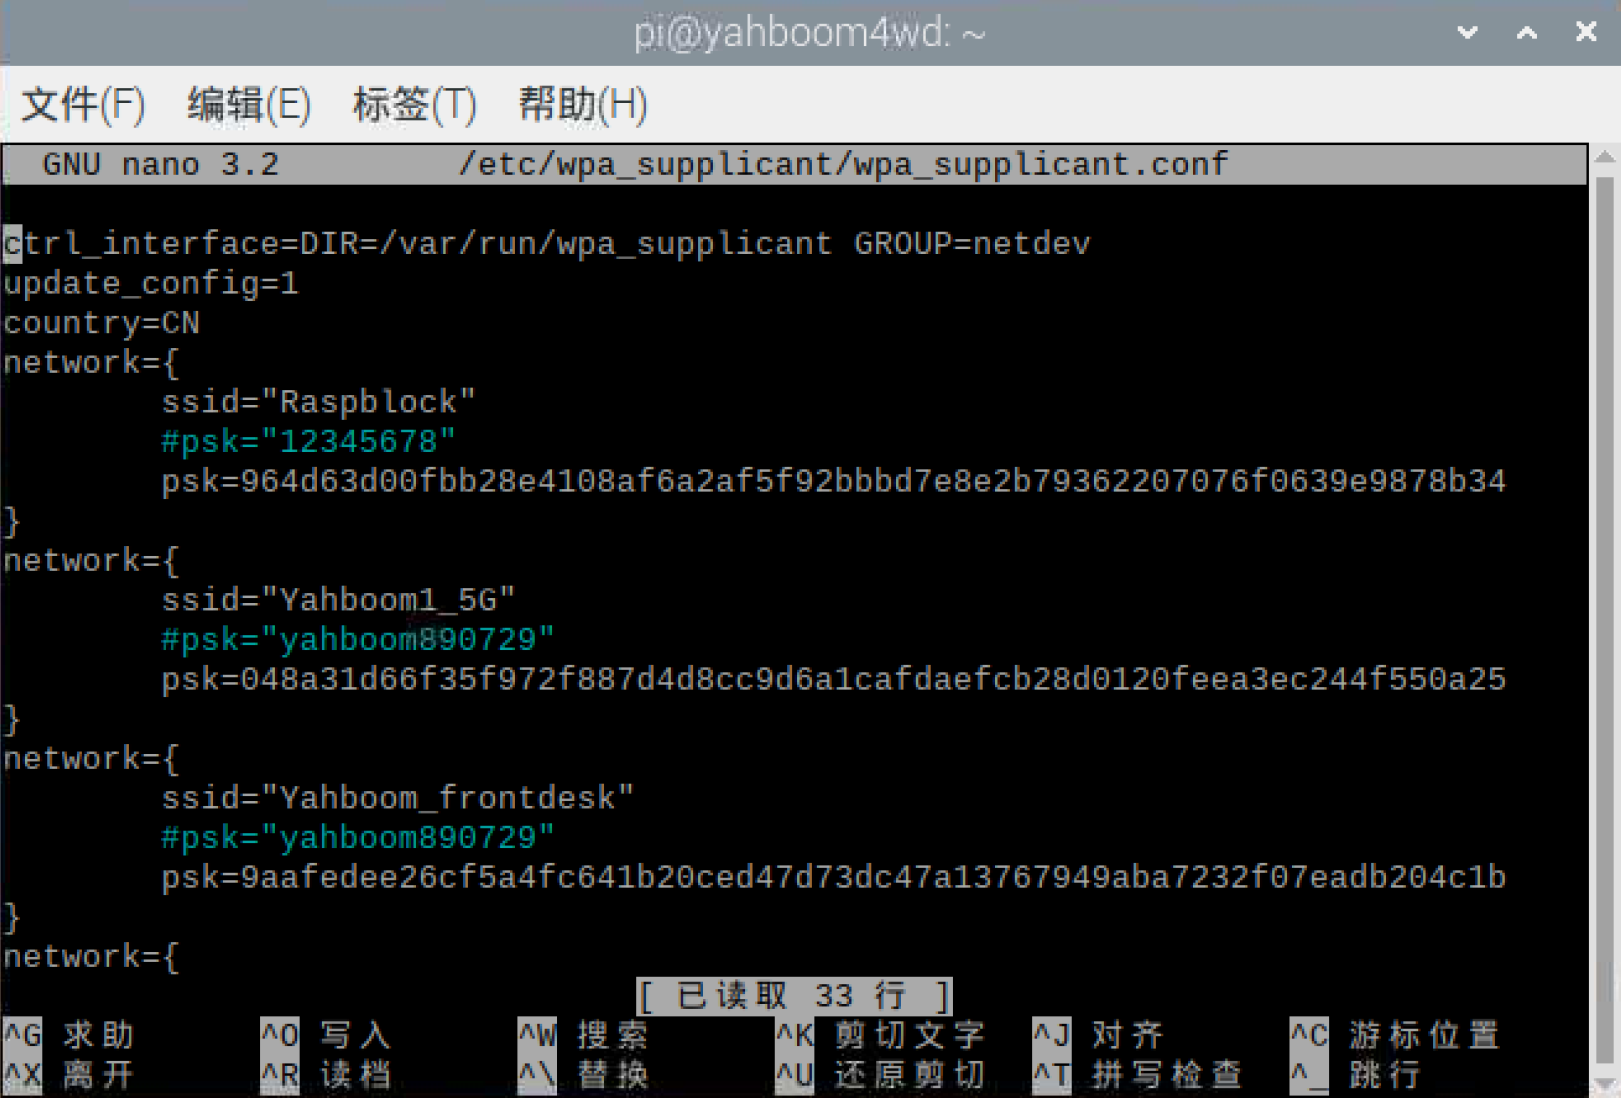 pi@yahboom4wd: ~
文件(F) 编辑(E) 标签(T) 帮助(H)
GNU nano 3.2 /etc/wpa_supplicant/wpa_supplicant.conf
ctrl_interface=DIR=/var/run/wpa_supplicant GROUP=netdev
update_config=1
country=CN
network={
ssid="Raspblock"
#psk="12345678"
psk=964d63d00fbb28e4108af6a2af5f92bbbd7e8e2b79362207076f0639e9878b34
}
network={
ssid="Yahboom1_5G"
#psk="yahboom890729"
psk=048a31d66f35f972f887d4d8cc9d6a1cafdaefcb28d0120feea3ec244f550a25
}
network={
ssid="Yahboom_frontdesk"
#psk="yahboom890729"
psk=9aafedee26cf5a4fc641b20ced47d73dc47a13767949aba7232f07eadb204c1b
}
network={
[ 已读取 33 行 ]
^G 求助 ^O 写入 ^W 搜索 ^K 剪切文字 ^J 对齐 ^C 游标位置
^X 离开 ^R 读档 ^\ 替换 ^U 还原剪切 ^T 拼写检查 ^_ 跳行